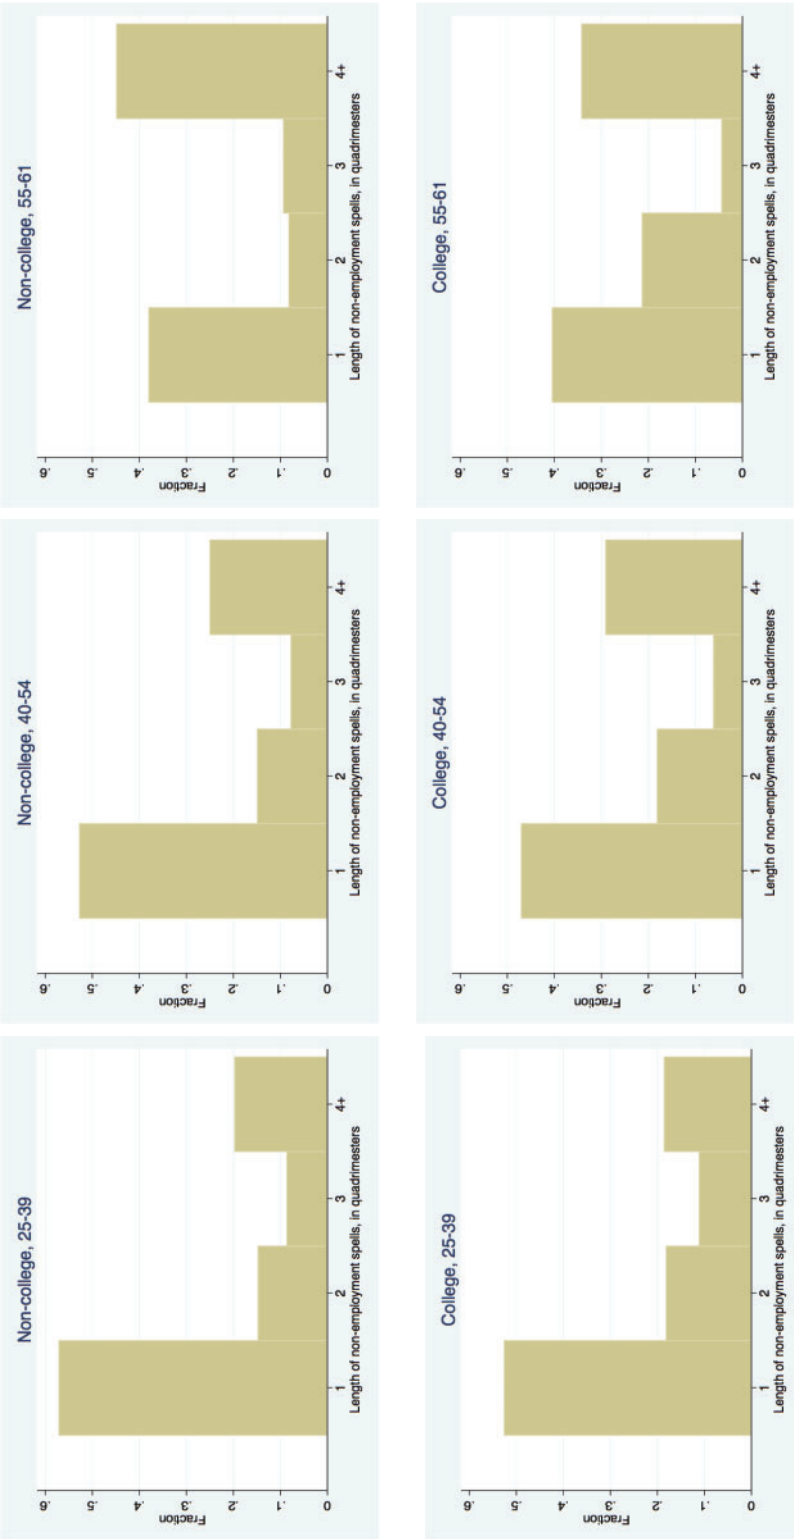 Non-college, 25-39
Fraction
.6
.5
.4
.3
.2
.1
0
1 2 3 4+
Length of non-employment spells, in quadrimesters
Non-college, 40-54
Fraction
.6
.5
.4
.3
.2
.1
0
1 2 3 4+
Length of non-employment spells, in quadrimesters
Non-college, 55-61
Fraction
.6
.5
.4
.3
.2
.1
0
1 2 3 4+
Length of non-employment spells, in quadrimesters
College, 25-39
Fraction
.6
.5
.4
.3
.2
.1
0
1 2 3 4+
Length of non-employment spells, in quadrimesters
College, 40-54
Fraction
.6
.5
.4
.3
.2
.1
0
1 2 3 4+
Length of non-employment spells, in quadrimesters
College, 55-61
Fraction
.6
.5
.4
.3
.2
.1
0
1 2 3 4+
Length of non-employment spells, in quadrimesters